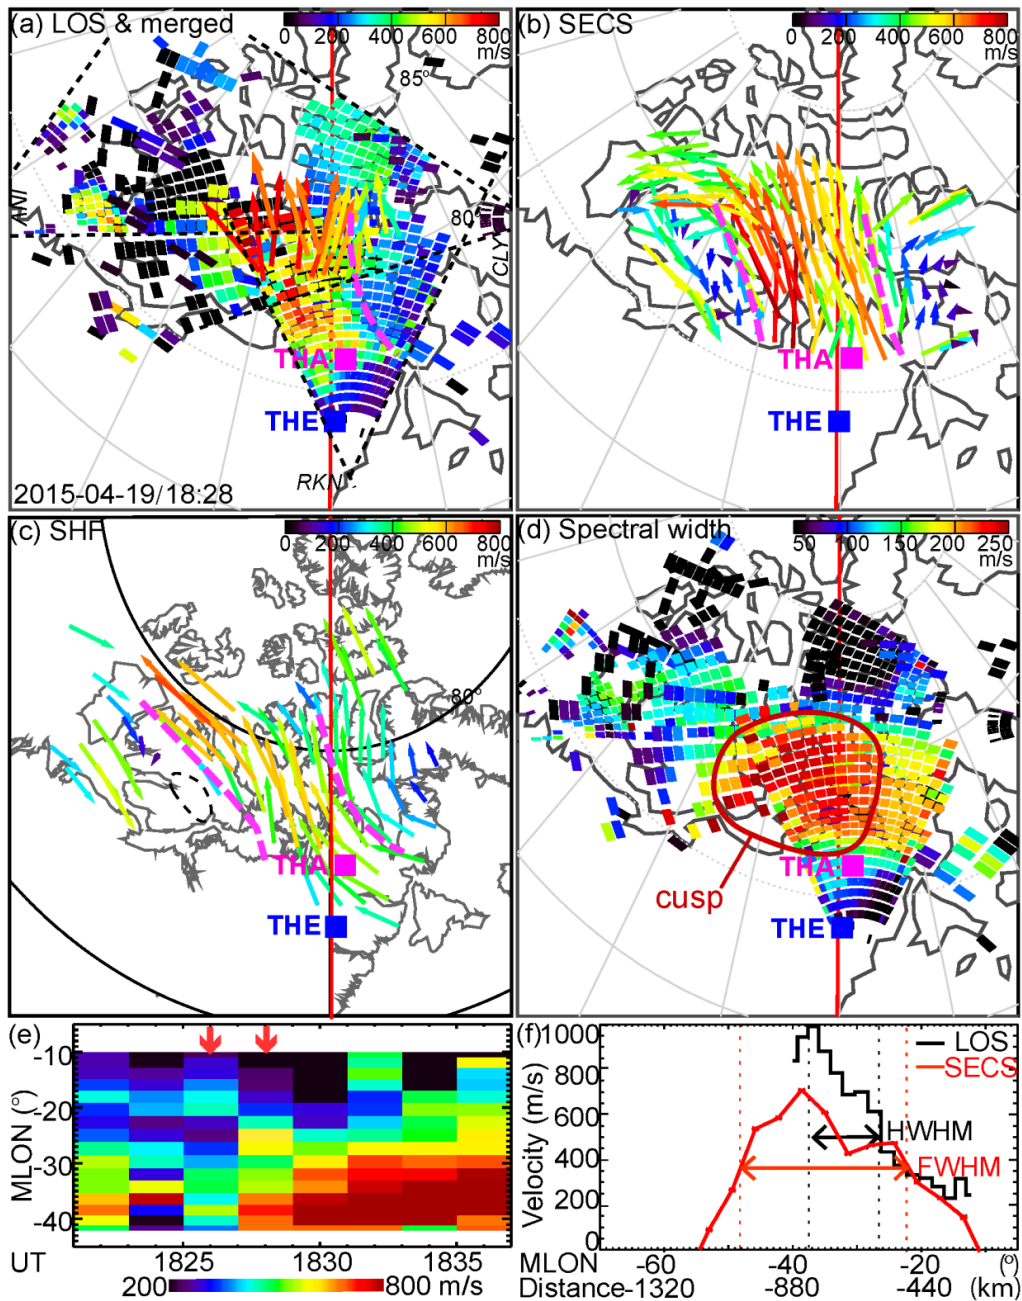 (a) LOS & merged
0 200 400 600 800
m/s
85°
ANI
80°
CLY
THA
THE
RKN
2015-04-19/18:28
(b) SECS
0 200 400 600 800
m/s
THA
THE
(c) SHF
0 200 400 600 800
m/s
80°
THA
THE
(d) Spectral width
50 100 150 200 250
m/s
cusp
THA
THE
(e)
-10
-20
-30
-40
MLON (°)
UT 1825 1830 1835
200 800 m/s
(f)
1000
800
600
400
200
0
Velocity (m/s)
LOS
SECS
HWHM
FWHM
MLON -60 -40 -20 (°)
Distance-1320 -880 -440 (km)